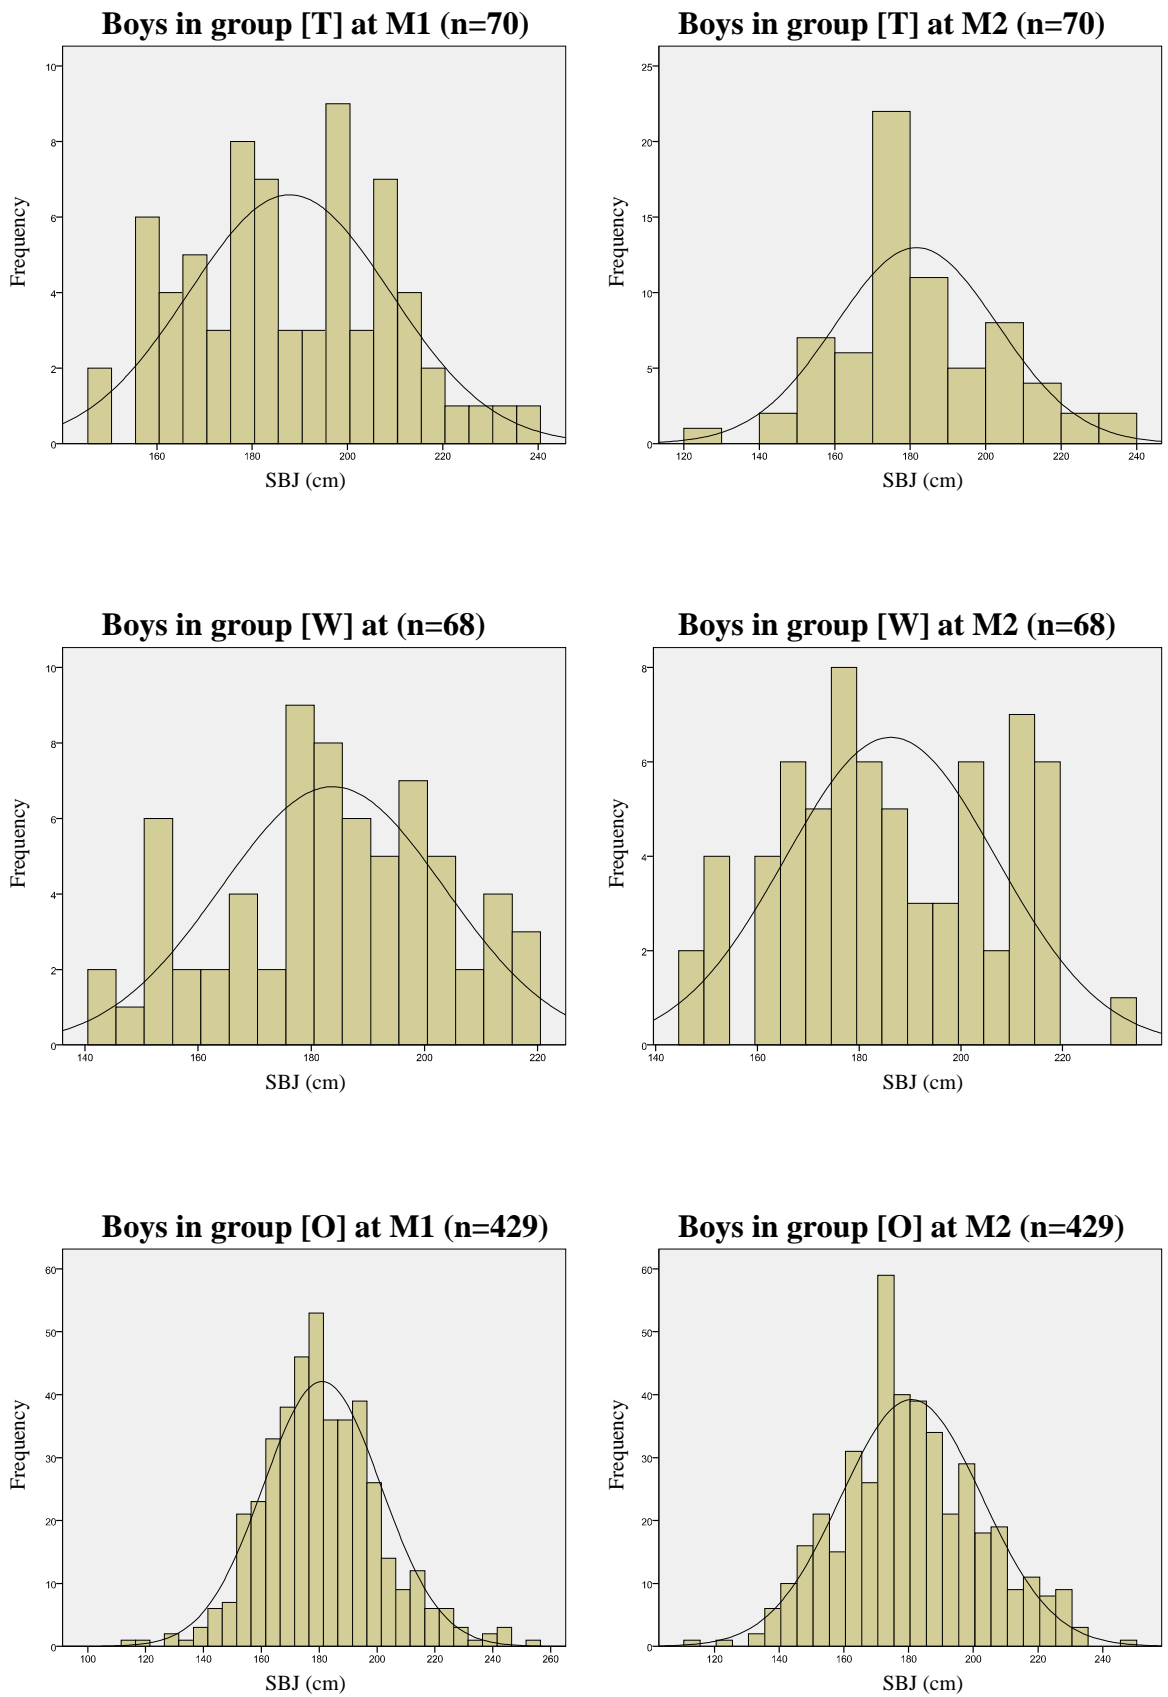 Boys in group [T] at M1 (n=70)
Frequency
10
8
6
4
2
0
160 180 200 220 240
SBJ (cm)
Boys in group [T] at M2 (n=70)
Frequency
25
20
15
10
5
0
120 140 160 180 200 220 240
SBJ (cm)
Boys in group [W] at (n=68)
Frequency
10
8
6
4
2
0
140 160 180 200 220
SBJ (cm)
Boys in group [W] at M2 (n=68)
Frequency
8
6
4
2
0
140 160 180 200 220
SBJ (cm)
Boys in group [O] at M1 (n=429)
Frequency
60
50
40
30
20
10
0
100 120 140 160 180 200 220 240 260
SBJ (cm)
Boys in group [O] at M2 (n=429)
Frequency
60
50
40
30
20
10
0
120 140 160 180 200 220 240
SBJ (cm)